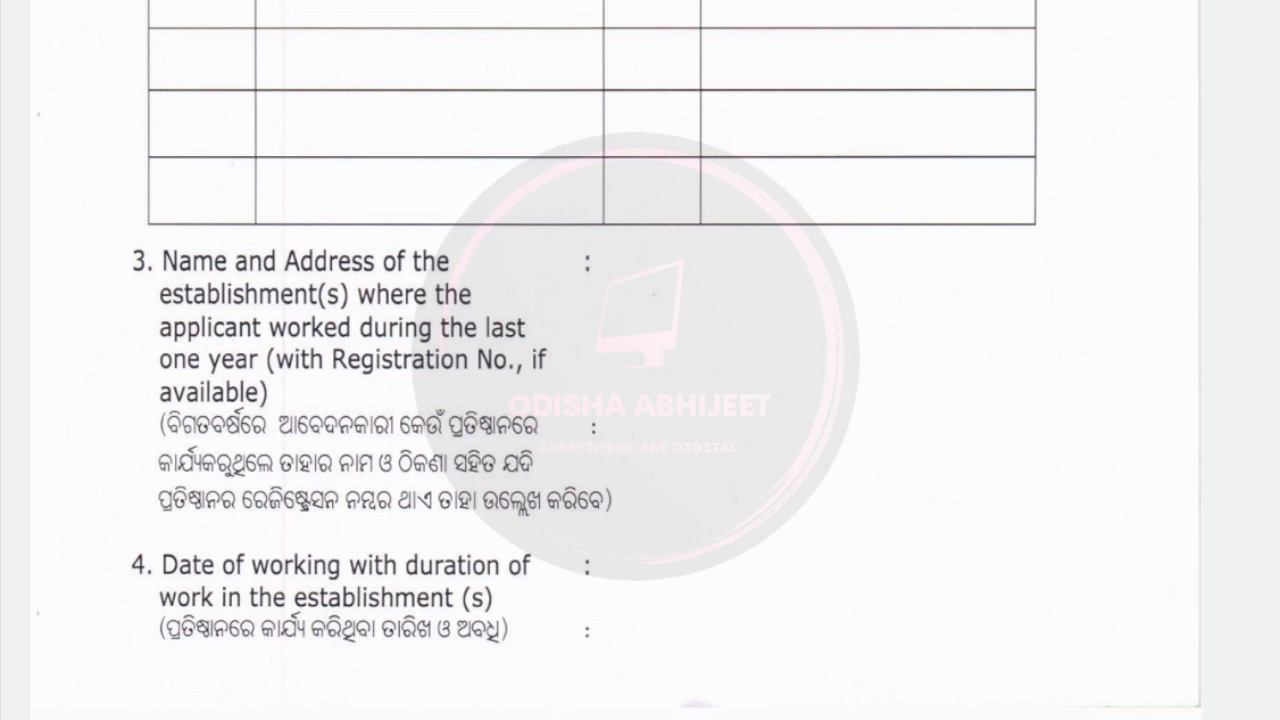 3. Name and Address of the :
establishment(s) where the
applicant worked during the last
one year (with Registration No., if
available)
(ବିଗତବର୍ଷରେ ଆବେଦନକାରୀ କେଉଁ ପ୍ରତିଷ୍ଠାନରେ :
କାର୍ଯ୍ୟକରୁଥିଲେ ତାହାର ନାମ ଓ ଠିକଣା ସହିତ ଯଦି
ପ୍ରତିଷ୍ଠାନର ରେଜିଷ୍ଟ୍ରେସନ ନମ୍ବର ଥାଏ ତାହା ଉଲ୍ଲେଖ କରିବେ)
ODISHA ABHIJEET
EVERYTHING ARE DIGITAL
4. Date of working with duration of :
work in the establishment (s)
(ପ୍ରତିଷ୍ଠାନରେ କାର୍ଯ୍ୟ କରିଥିବା ତାରିଖ ଓ ଅବଧି) :